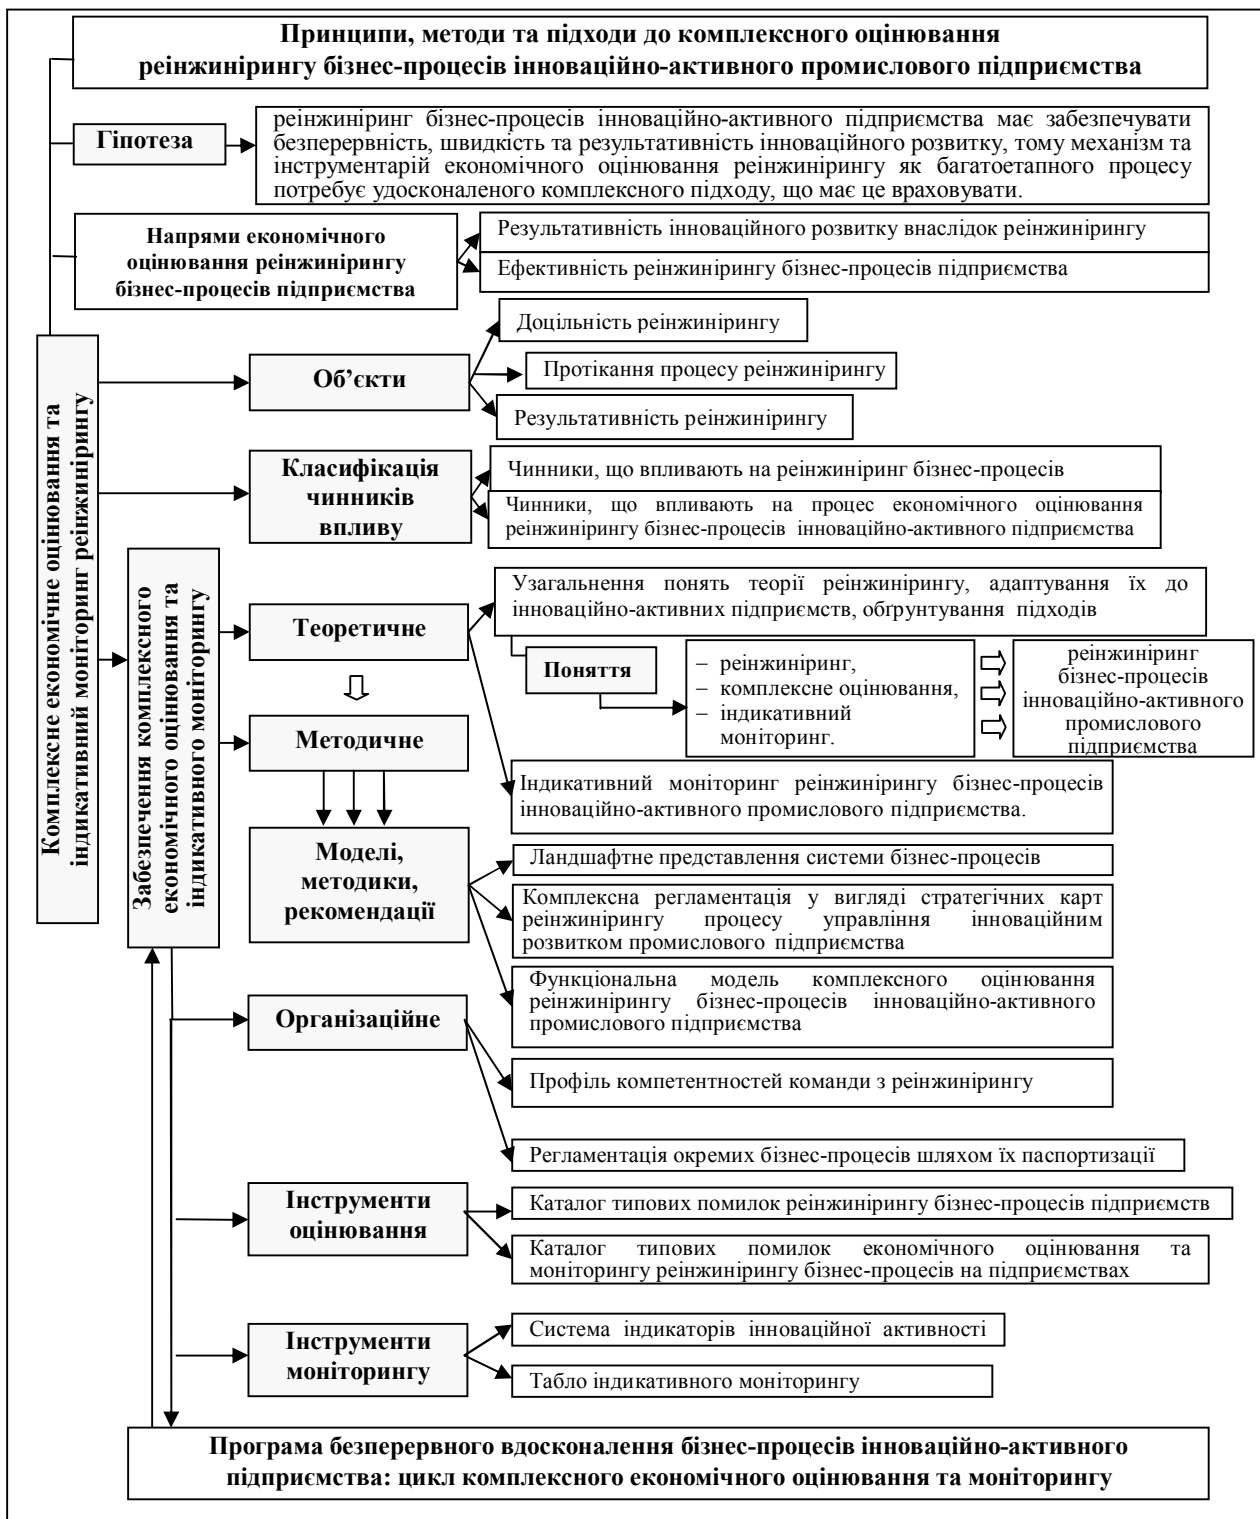 Принципи, методи та підходи до комплексного оцінювання
реінжинірингу бізнес-процесів інноваційно-активного промислового підприємства
Гіпотеза
реінжиніринг бізнес-процесів інноваційно-активного підприємства має забезпечувати
безперервність, швидкість та результативність інноваційного розвитку, тому механізм та
інструментарій економічного оцінювання реінжинірингу як багатоетапного процесу
потребує удосконаленого комплексного підходу, що має це враховувати.
Напрями економічного
оцінювання реінжинірингу
бізнес-процесів підприємства
Результативність інноваційного розвитку внаслідок реінжинірингу
Ефективність реінжинірингу бізнес-процесів підприємства
Комплексне економічне оцінювання та
індикативний моніторинг реінжинірингу
Об’єкти
Доцільність реінжинірингу
Протікання процесу реінжинірингу
Результативність реінжинірингу
Класифікація
чинників
впливу
Чинники, що впливають на реінжиніринг бізнес-процесів
Чинники, що впливають на процес економічного оцінювання
реінжинірингу бізнес-процесів інноваційно-активного підприємства
Забезпечення комплексного
економічного оцінювання та
індикативного моніторингу
Теоретичне
Узагальнення понять теорії реінжинірингу, адаптування їх до
інноваційно-активних підприємств, обґрунтування підходів
Поняття
– реінжиніринг,
– комплексне оцінювання,
– індикативний
моніторинг.
реінжиніринг
бізнес-процесів
інноваційно-активного
промислового
підприємства
Індикативний моніторинг реінжинірингу бізнес-процесів
інноваційно-активного промислового підприємства.
Методичне
Моделі,
методики,
рекомендації
Ландшафтне представлення системи бізнес-процесів
Комплексна регламентація у вигляді стратегічних карт
реінжинірингу процесу управління інноваційним
розвитком промислового підприємства
Функціональна модель комплексного оцінювання
реінжинірингу бізнес-процесів інноваційно-активного
промислового підприємства
Організаційне
Профіль компетентностей команди з реінжинірингу
Регламентація окремих бізнес-процесів шляхом їх паспортизації
Інструменти
оцінювання
Каталог типових помилок реінжинірингу бізнес-процесів підприємств
Каталог типових помилок економічного оцінювання та
моніторингу реінжинірингу бізнес-процесів на підприємствах
Інструменти
моніторингу
Система індикаторів інноваційної активності
Табло індикативного моніторингу
Програма безперервного вдосконалення бізнес-процесів інноваційно-активного
підприємства: цикл комплексного економічного оцінювання та моніторингу